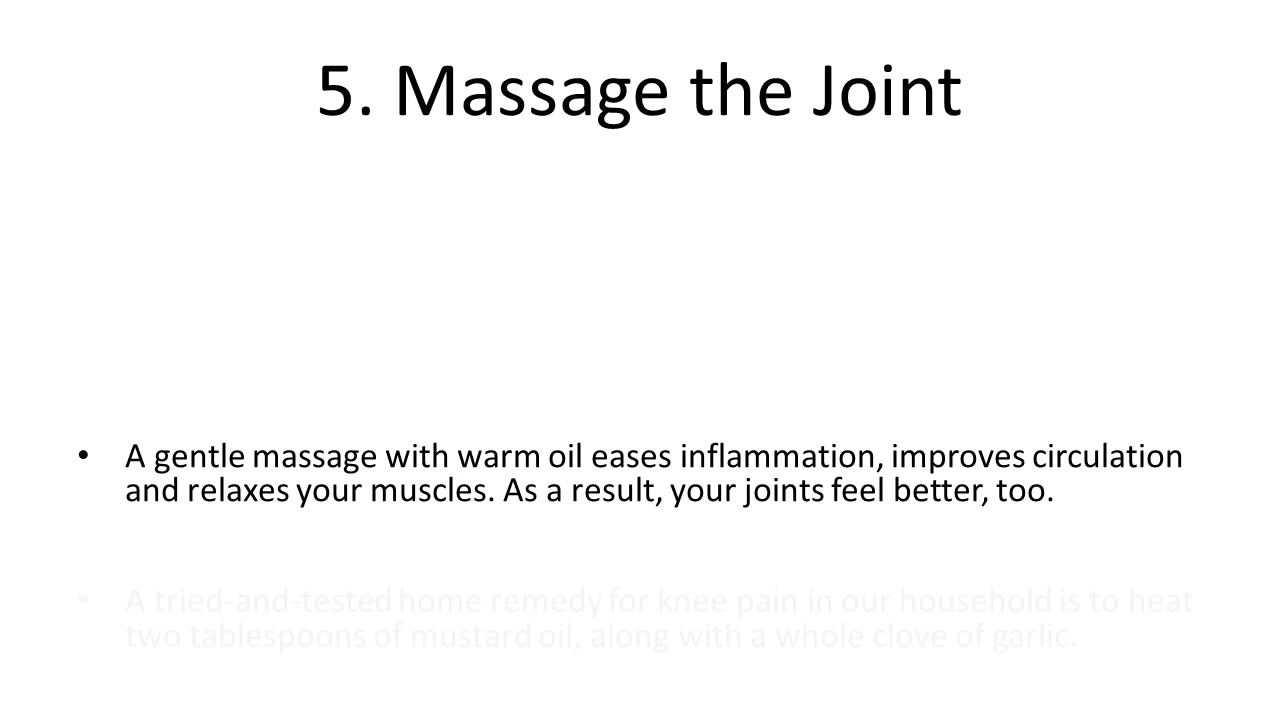 5. Massage the Joint
• A gentle massage with warm oil eases inflammation, improves circulation
and relaxes your muscles. As a result, your joints feel better, too.
• A tried-and-tested home remedy for knee pain in our household is to heat
two tablespoons of mustard oil, along with a whole clove of garlic.